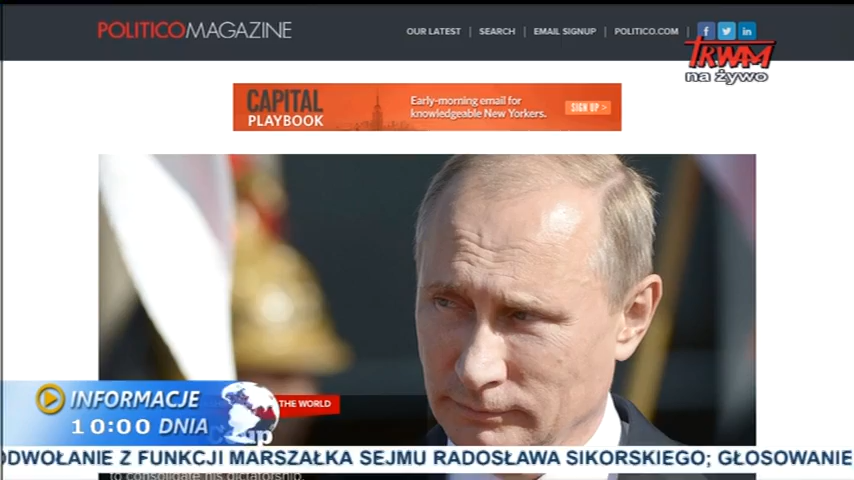 POLITICOMAGAZINE
OUR LATEST | SEARCH | EMAIL SIGNUP | POLITICO.COM |
TRWAM
na żywo
CAPITAL
PLAYBOOK
Early-morning email for
knowledgeable New Yorkers.
SIGN UP >
THE WORLD
INFORMACJE
10:00 DNIA
ODWOŁANIE Z FUNKCJI MARSZAŁKA SEJMU RADOSŁAWA SIKORSKIEGO; GŁOSOWANIE
to consolidate his dictatorship.